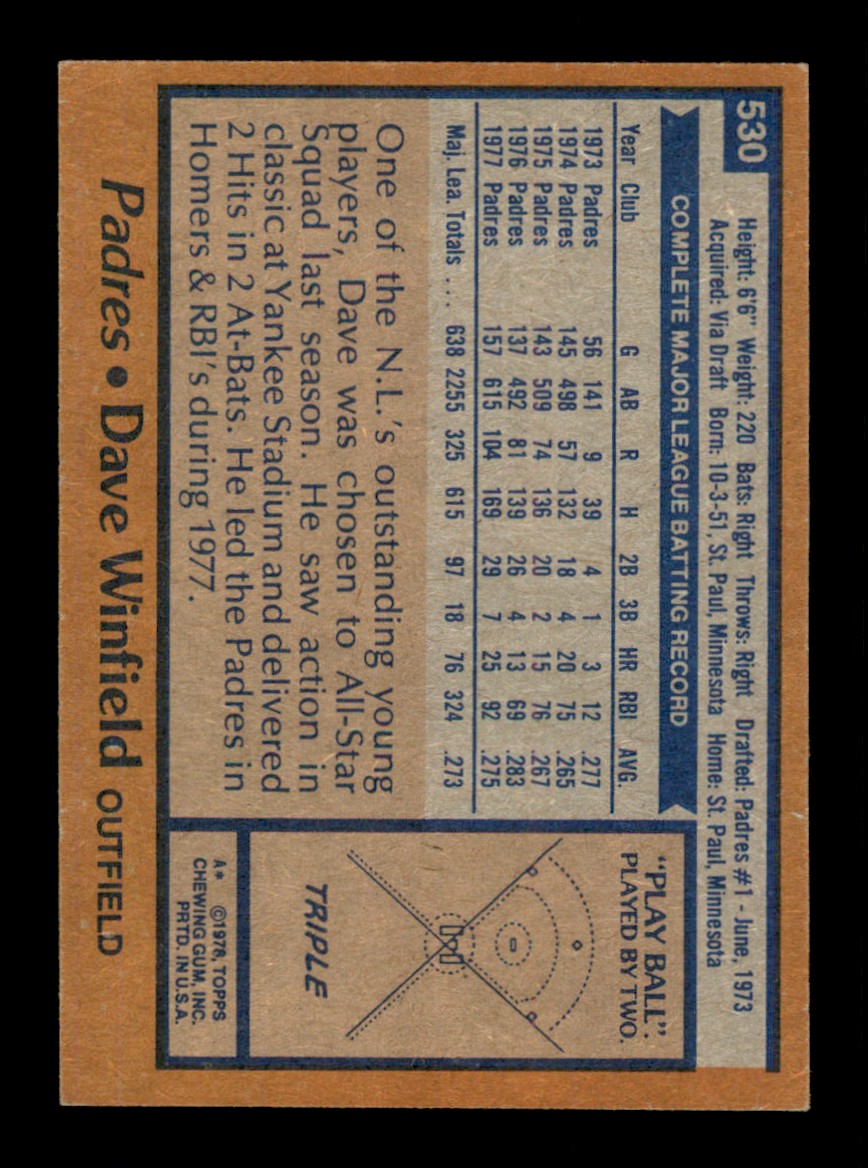 530
Height: 6'6" Weight: 220 Bats: Right Throws: Right Drafted: Padres #1 - June, 1973
Acquired: Via Draft Born: 10-3-51, St. Paul, Minnesota Home: St. Paul, Minnesota
COMPLETE MAJOR LEAGUE BATTING RECORD
Year Club G AB R H 2B 3B HR RBI AVG.
1973 Padres 56 141 9 39 4 1 3 12 .277
1974 Padres 145 498 57 132 18 4 20 75 .265
1975 Padres 143 509 74 136 20 2 15 76 .267
1976 Padres 137 492 81 139 26 4 13 69 .283
1977 Padres 157 615 104 169 29 7 25 92 .275
Maj. Lea. Totals ... 638 2255 325 615 97 18 76 324 .273
One of the N.L.'s outstanding young
players, Dave was chosen to All-Star
Squad last season. He saw action in
classic at Yankee Stadium and delivered
2 Hits in 2 At-Bats. He led the Padres in
Homers & RBI's during 1977.
"PLAY BALL":
PLAYED BY TWO.
TRIPLE
A* ©1978, TOPPS
CHEWING GUM, INC.
PRTD. IN U.S.A.
Padres • Dave Winfield OUTFIELD